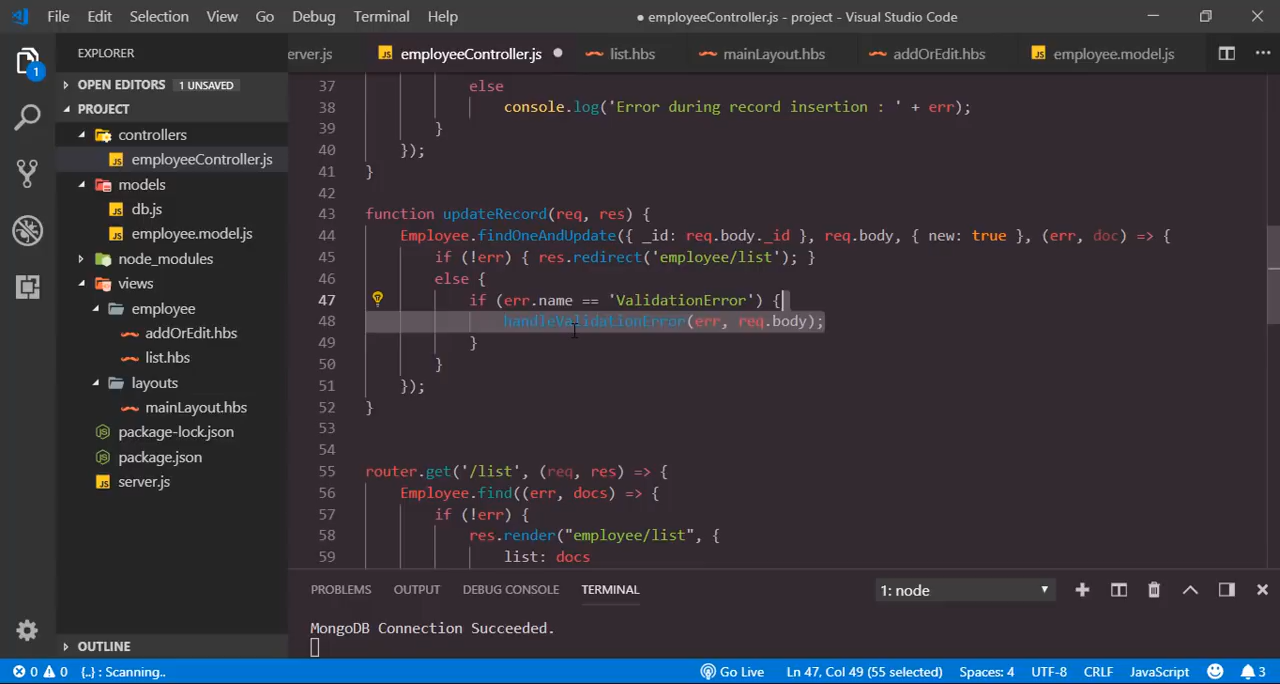 File Edit Selection View Go Debug Terminal Help
● employeeController.js - project - Visual Studio Code
EXPLORER
erver.js employeeController.js list.hbs mainLayout.hbs addOrEdit.hbs employee.model.js
OPEN EDITORS 1 UNSAVED
PROJECT
controllers
employeeController.js
models
db.js
employee.model.js
node_modules
views
employee
addOrEdit.hbs
list.hbs
layouts
mainLayout.hbs
package-lock.json
package.json
server.js
OUTLINE
1
37 else
38 console.log('Error during record insertion : ' + err);
39 }
40 });
41 }
42
43 function updateRecord(req, res) {
44 Employee.findOneAndUpdate({ _id: req.body._id }, req.body, { new: true }, (err, doc) => {
45 if (!err) { res.redirect('employee/list'); }
46 else {
47 if (err.name == 'ValidationError') {
48 handleValidationError(err, req.body);
49 }
50 }
51 });
52 }
53
54
55 router.get('/list', (req, res) => {
56 Employee.find((err, docs) => {
57 if (!err) {
58 res.render("employee/list", {
59 list: docs
PROBLEMS OUTPUT DEBUG CONSOLE TERMINAL 1: node
MongoDB Connection Succeeded.
0 0 {..} : Scanning.. Go Live Ln 47, Col 49 (55 selected) Spaces: 4 UTF-8 CRLF JavaScript 3